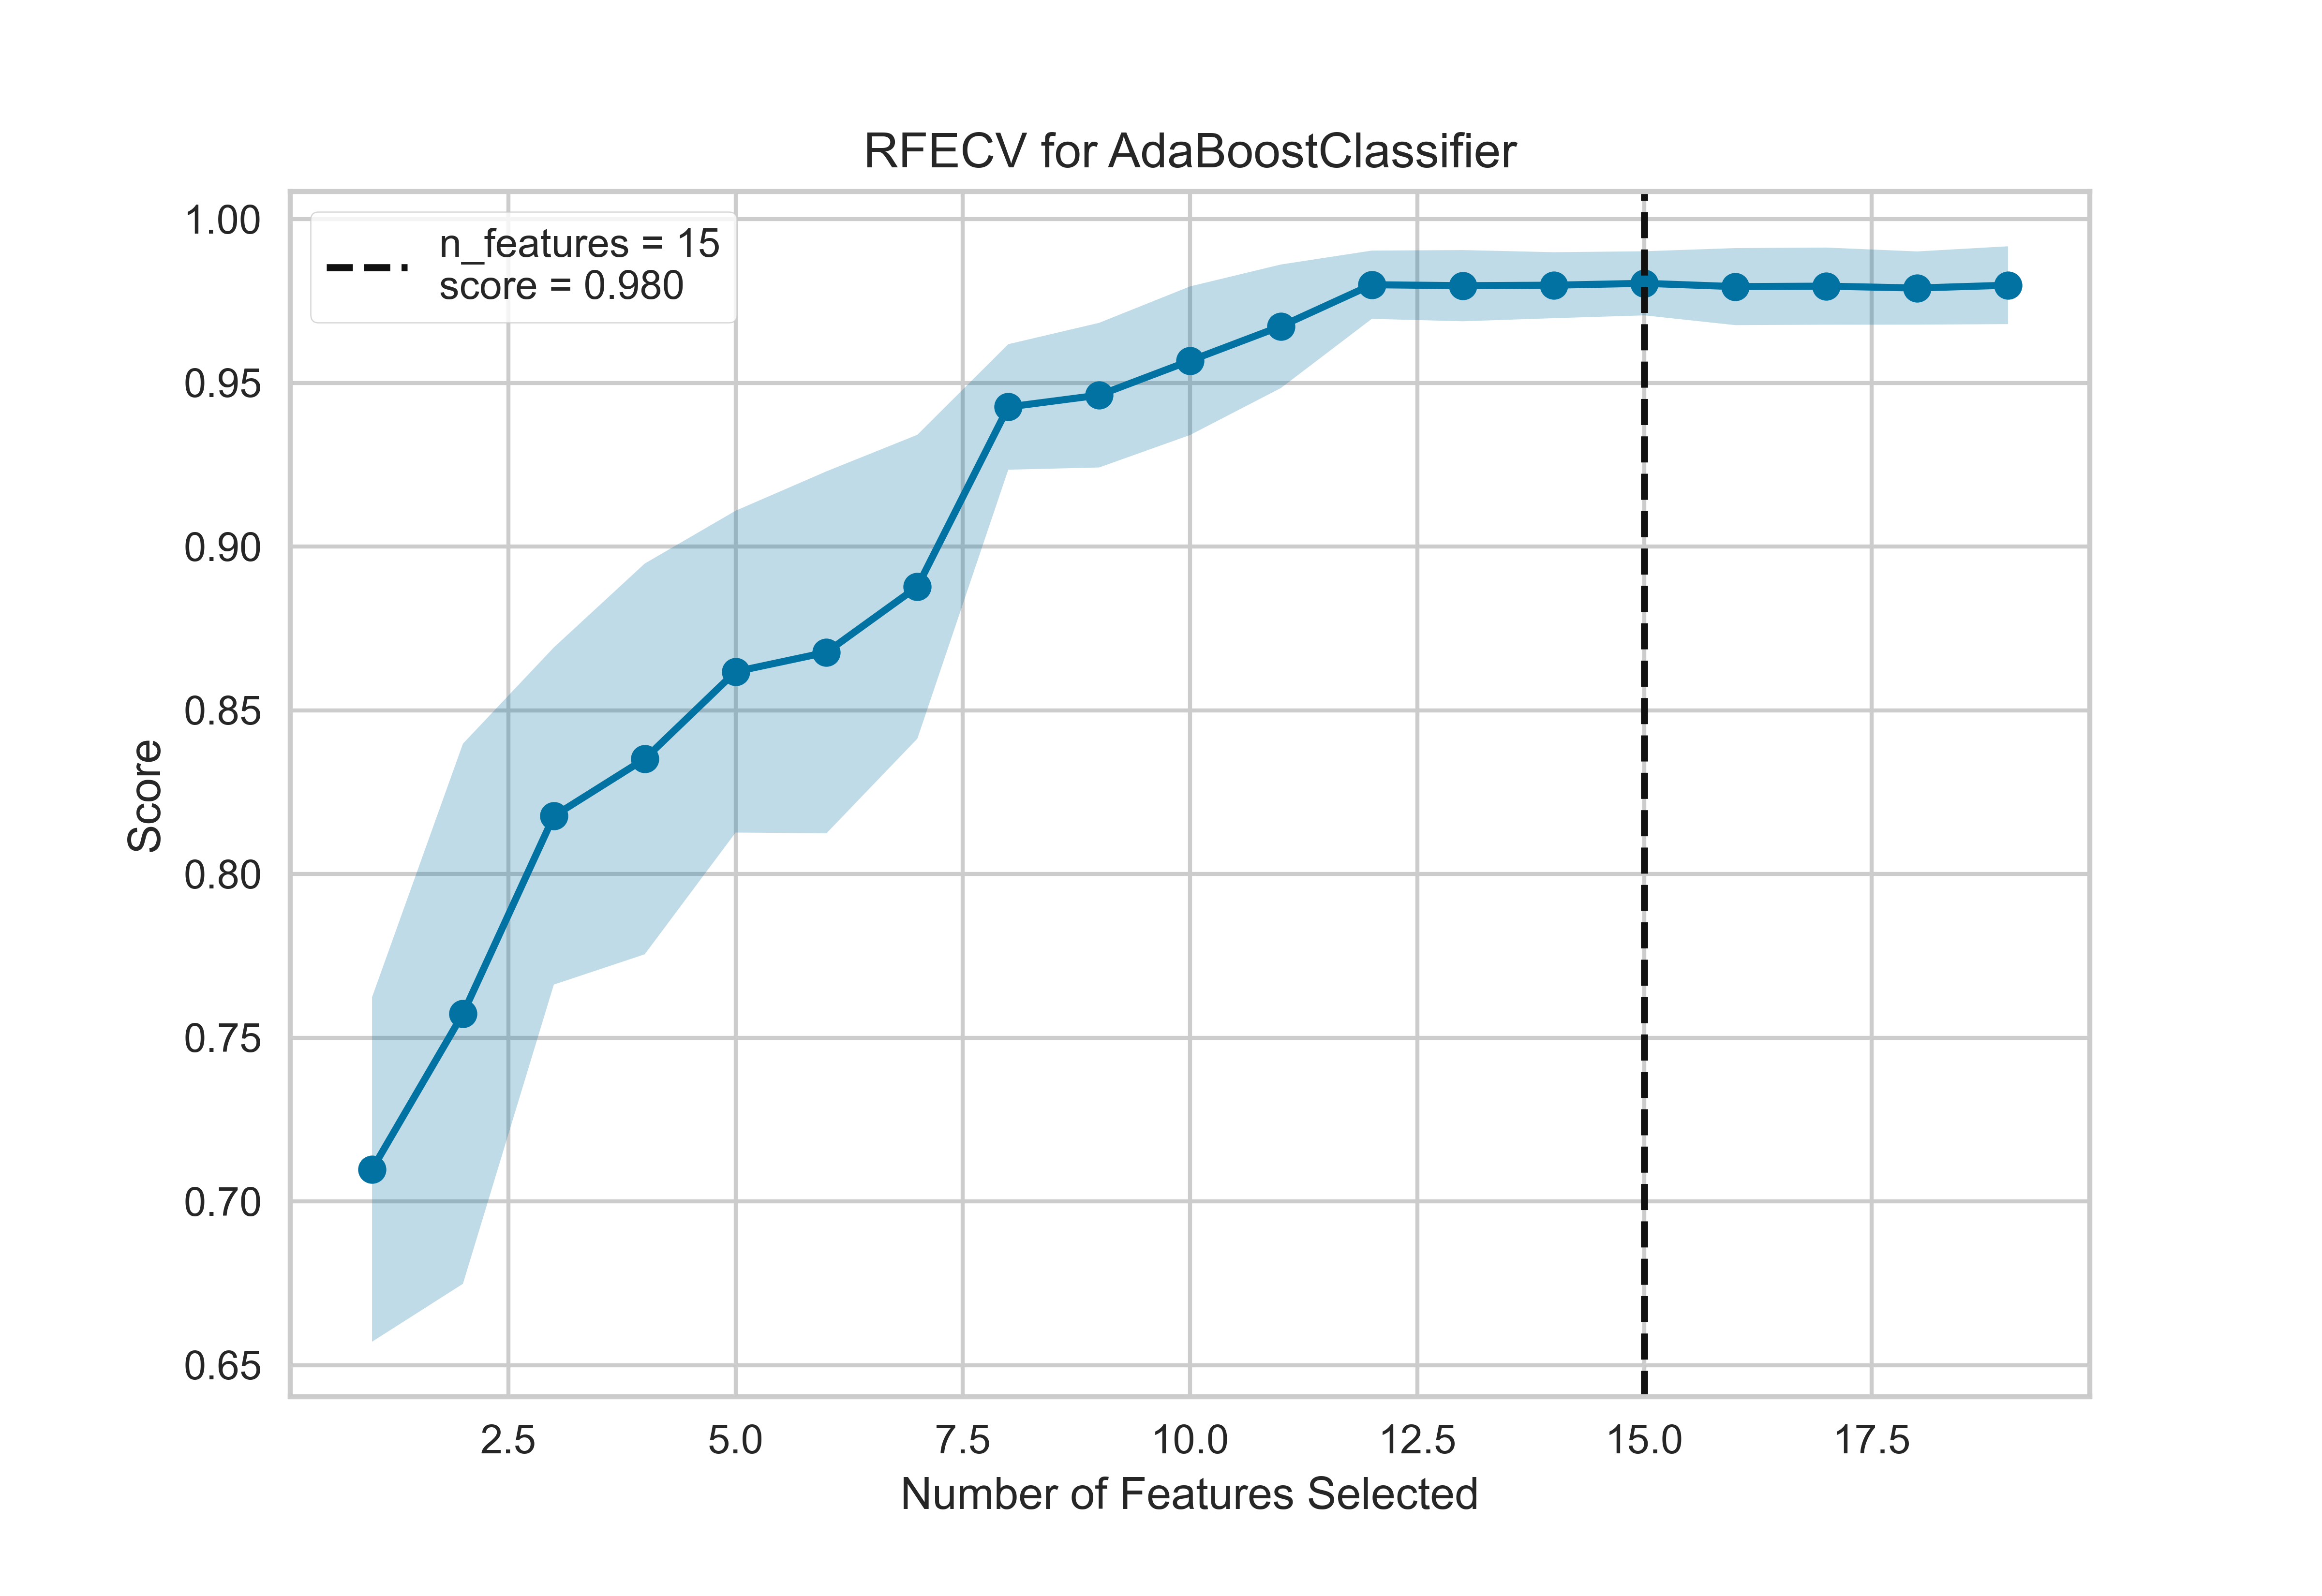 RFECV for AdaBoostClassifier
n_features = 15
score = 0.980
1.00
0.95
0.90
0.85
0.80
0.75
0.70
0.65
Score
2.5 5.0 7.5 10.0 12.5 15.0 17.5
Number of Features Selected